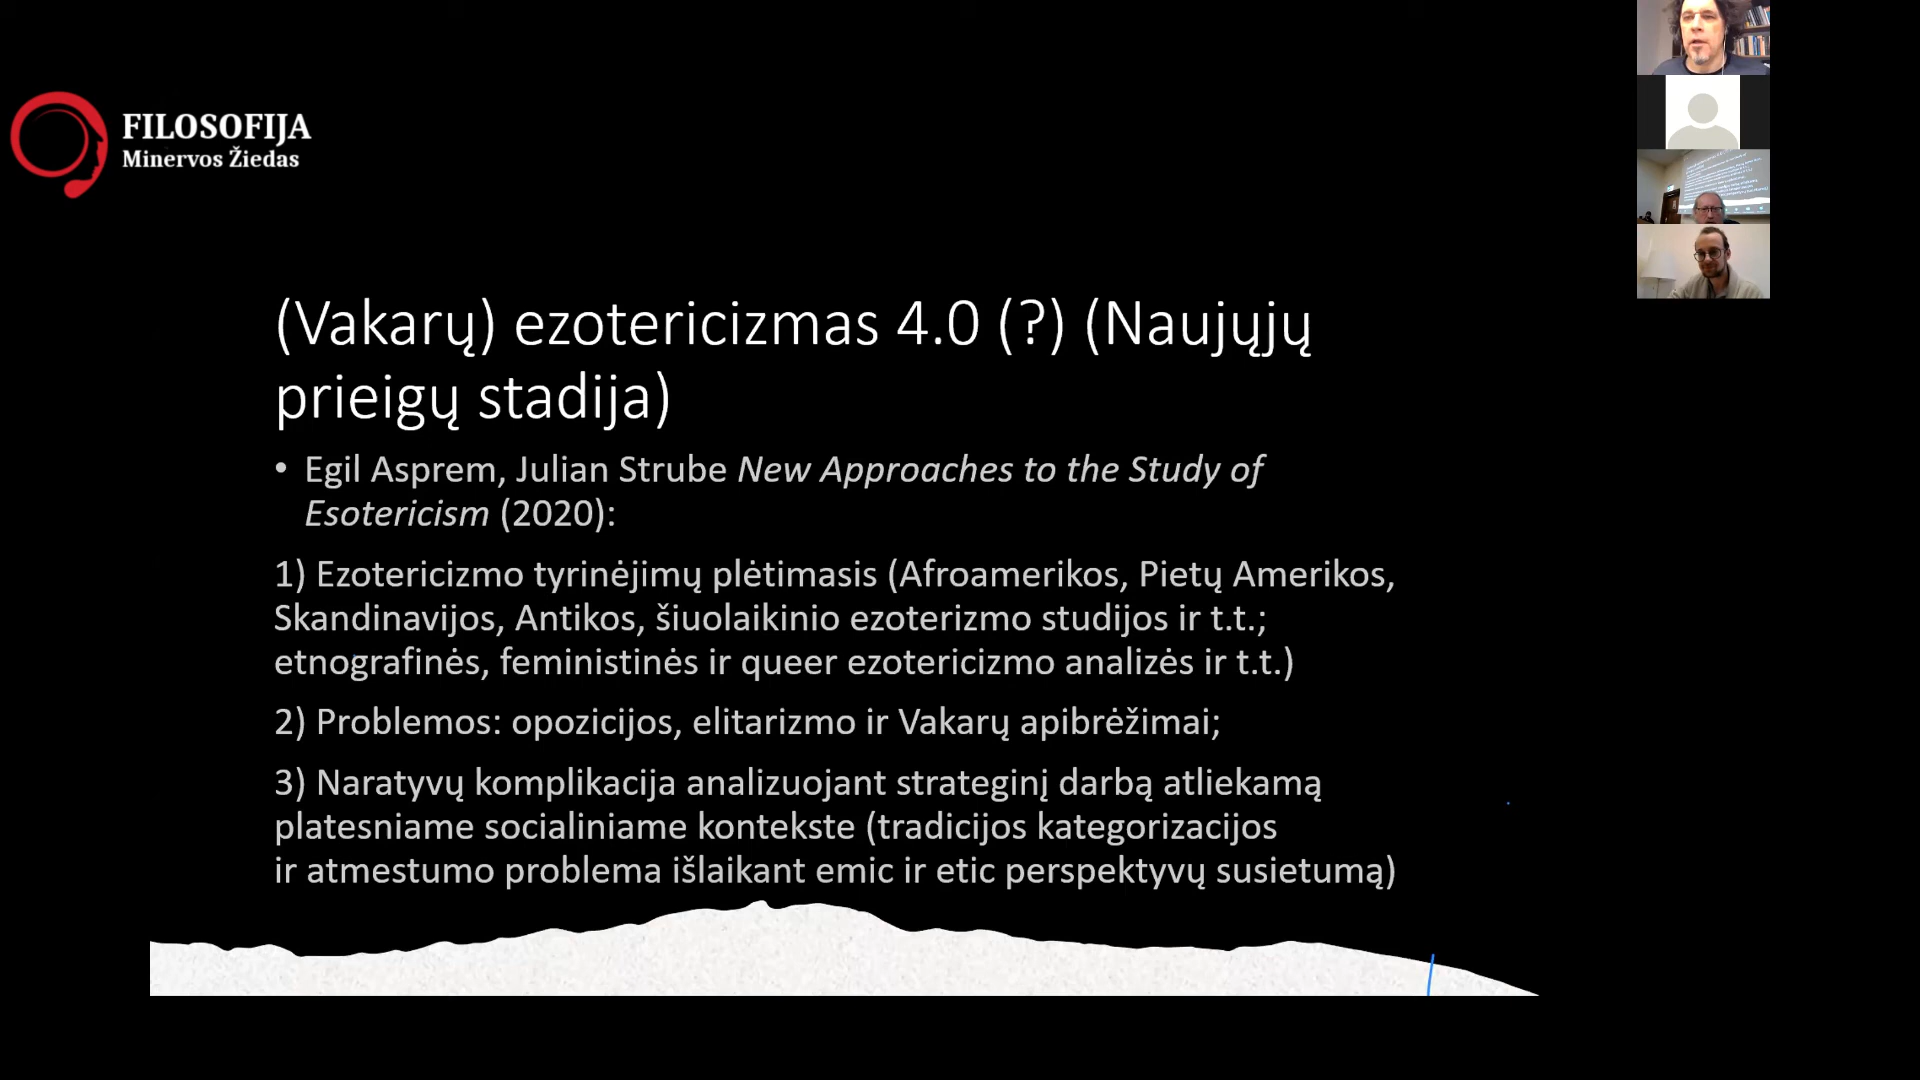 FILOSOFIJA
Minervos Žiedas
(Vakarų) ezotericizmas 4.0 (?) (Naujųjų
prieigų stadija)
• Egil Asprem, Julian Strube New Approaches to the Study of
Esotericism (2020):
1) Ezotericizmo tyrinėjimų plėtimasis (Afroamerikos, Pietų Amerikos,
Skandinavijos, Antikos, šiuolaikinio ezoterizmo studijos ir t.t.;
etnografinės, feministinės ir queer ezotericizmo analizės ir t.t.)
2) Problemos: opozicijos, elitarizmo ir Vakarų apibrėžimai;
3) Naratyvų komplikacija analizuojant strateginį darbą atliekamą
platesniame socialiniame kontekste (tradicijos kategorizacijos
ir atmestumo problema išlaikant emic ir etic perspektyvų susietumą)